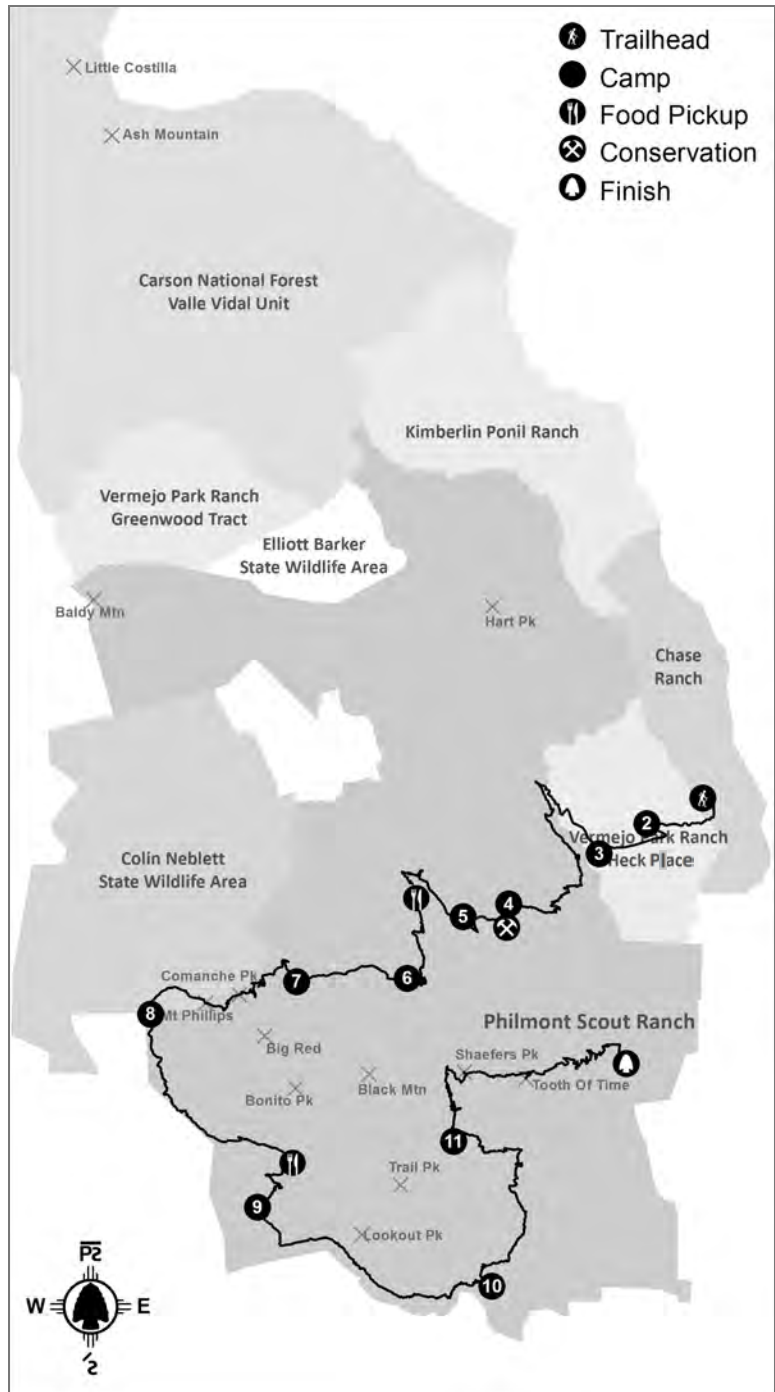 Trailhead
Camp
Food Pickup
Conservation
Finish
Little Costilla
Ash Mountain
Carson National Forest
Valle Vidal Unit
Kimberlin Ponil Ranch
Vermejo Park Ranch
Greenwood Tract
Elliott Barker
State Wildlife Area
Baldy Mtn
Hart Pk
Chase
Ranch
2
Vermejo Park Ranch
Heck Place
3
Colin Neblett
State Wildlife Area
4
5
6
7
Comanche Pk
8
Mt Phillips
Philmont Scout Ranch
Big Red
Shaefers Pk
Black Mtn
Tooth Of Time
Bonito Pk
11
Trail Pk
9
Lookout Pk
10
W
E